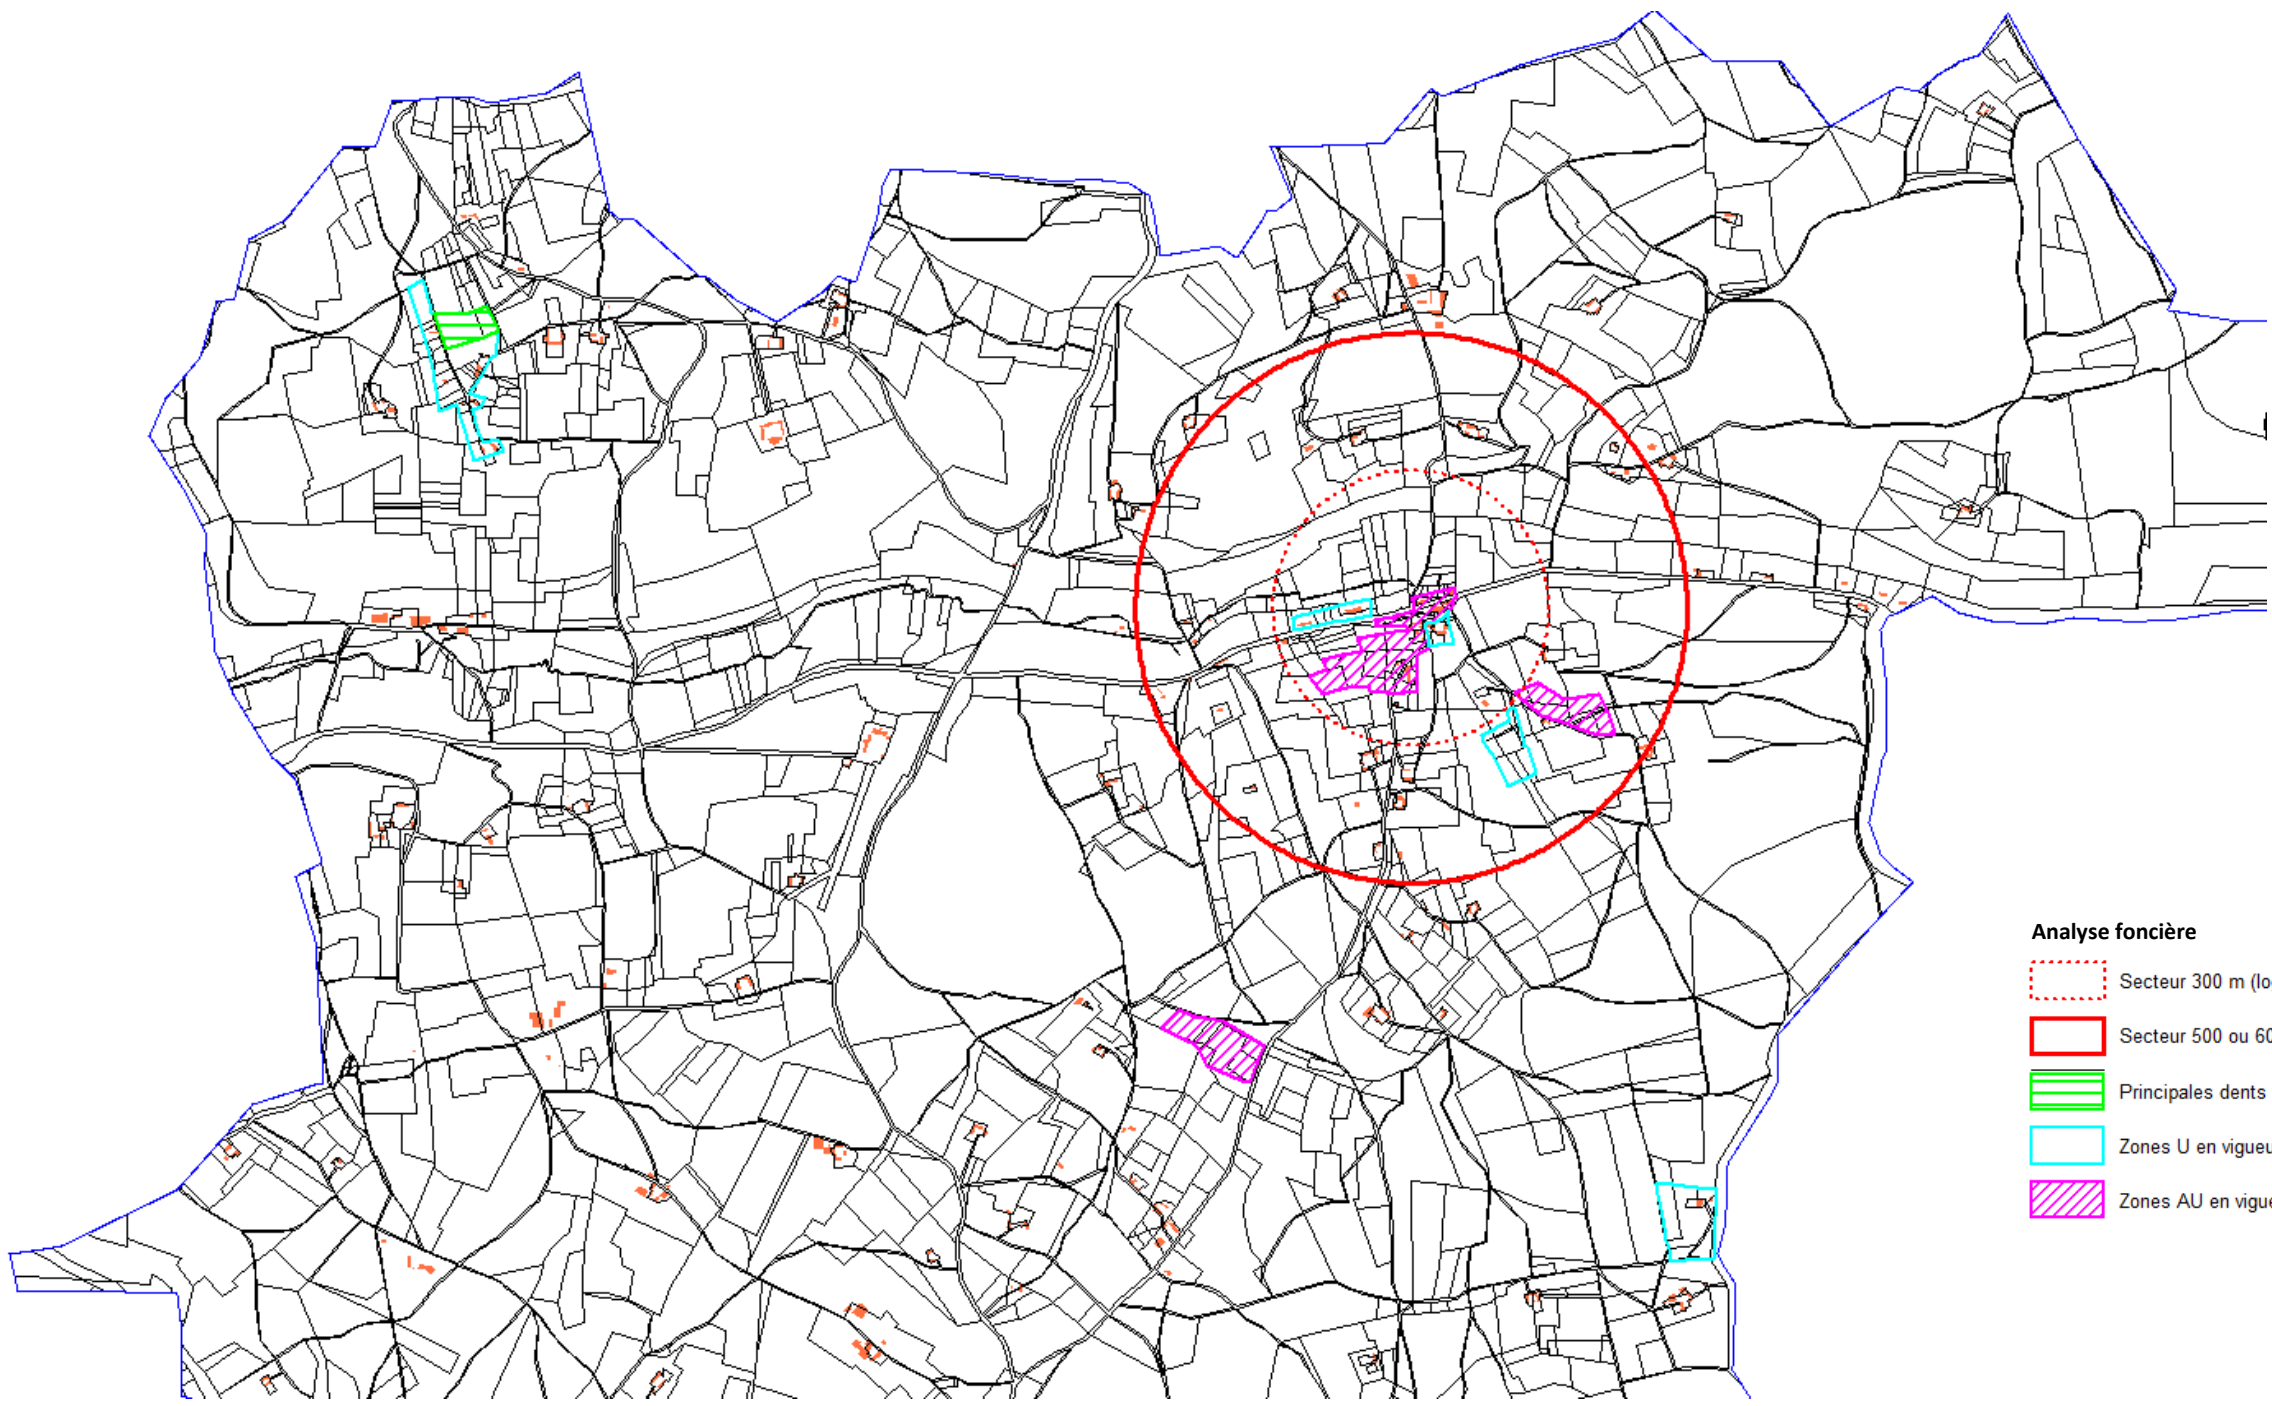 Analyse foncière
Secteur 300 m (lo
Secteur 500 ou 60
Principales dents
Zones U en vigueu
Zones AU en vigue